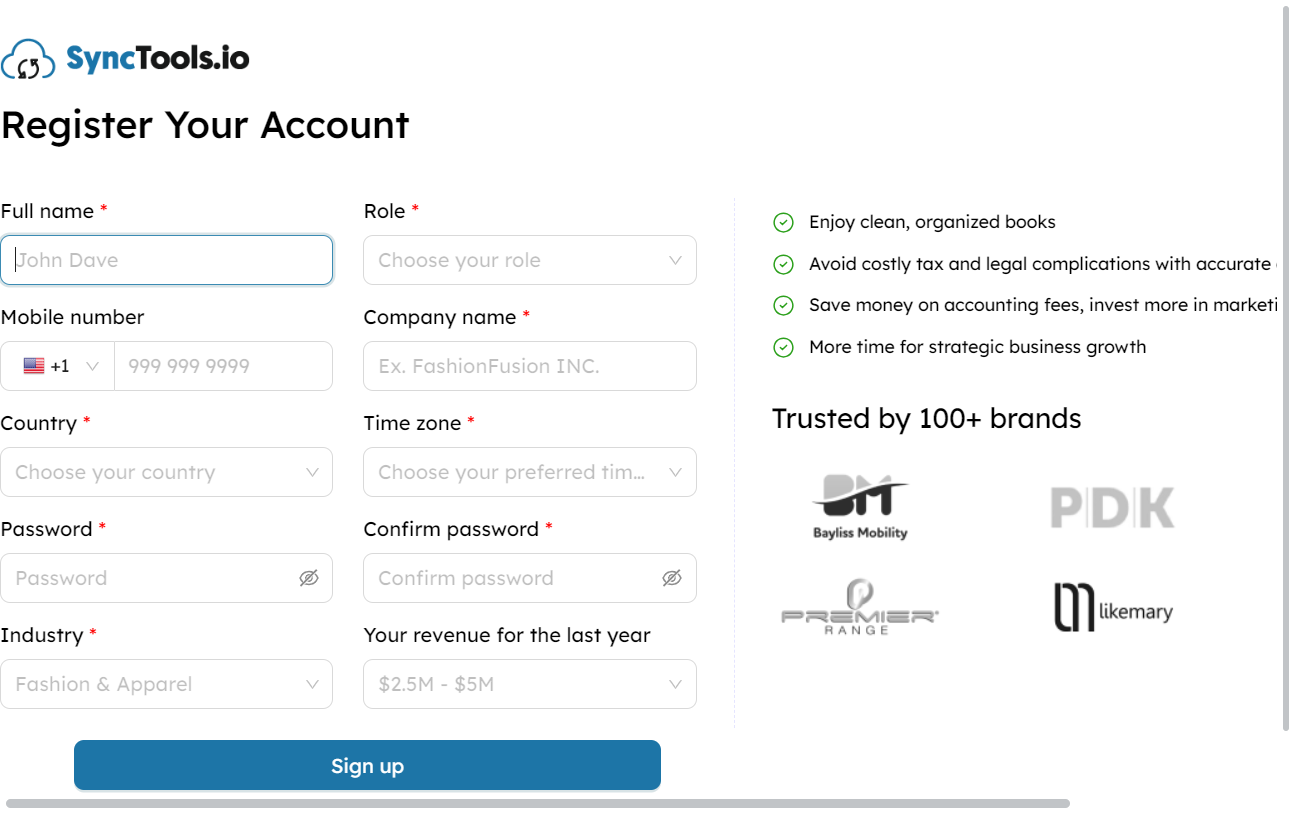 SyncTools.io
Register Your Account
Full name *
John Dave
Role *
Choose your role
Mobile number
+1
999 999 9999
Company name *
Ex. FashionFusion INC.
Country *
Choose your country
Time zone *
Choose your preferred tim...
Password *
Password
Confirm password *
Confirm password
Industry *
Fashion & Apparel
Your revenue for the last year
$2.5M - $5M
Sign up
Enjoy clean, organized books
Avoid costly tax and legal complications with accurate
Save money on accounting fees, invest more in marketi
More time for strategic business growth
Trusted by 100+ brands
BM
Bayliss Mobility
P|D|K
PREMIER
RANGE
likemary